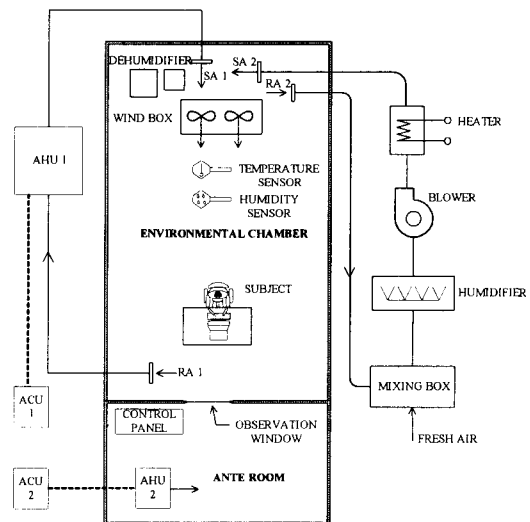 DEHUMIDIFIER
SA 1
SA 2
RA 2
WIND BOX
HEATER
AHU 1
TEMPERATURE
SENSOR
HUMIDITY
SENSOR
BLOWER
ENVIRONMENTAL CHAMBER
SUBJECT
HUMIDIFIER
RA 1
MIXING BOX
ACU
1
CONTROL
PANEL
OBSERVATION
WINDOW
FRESH AIR
ACU
2
AHU
2
ANTE ROOM